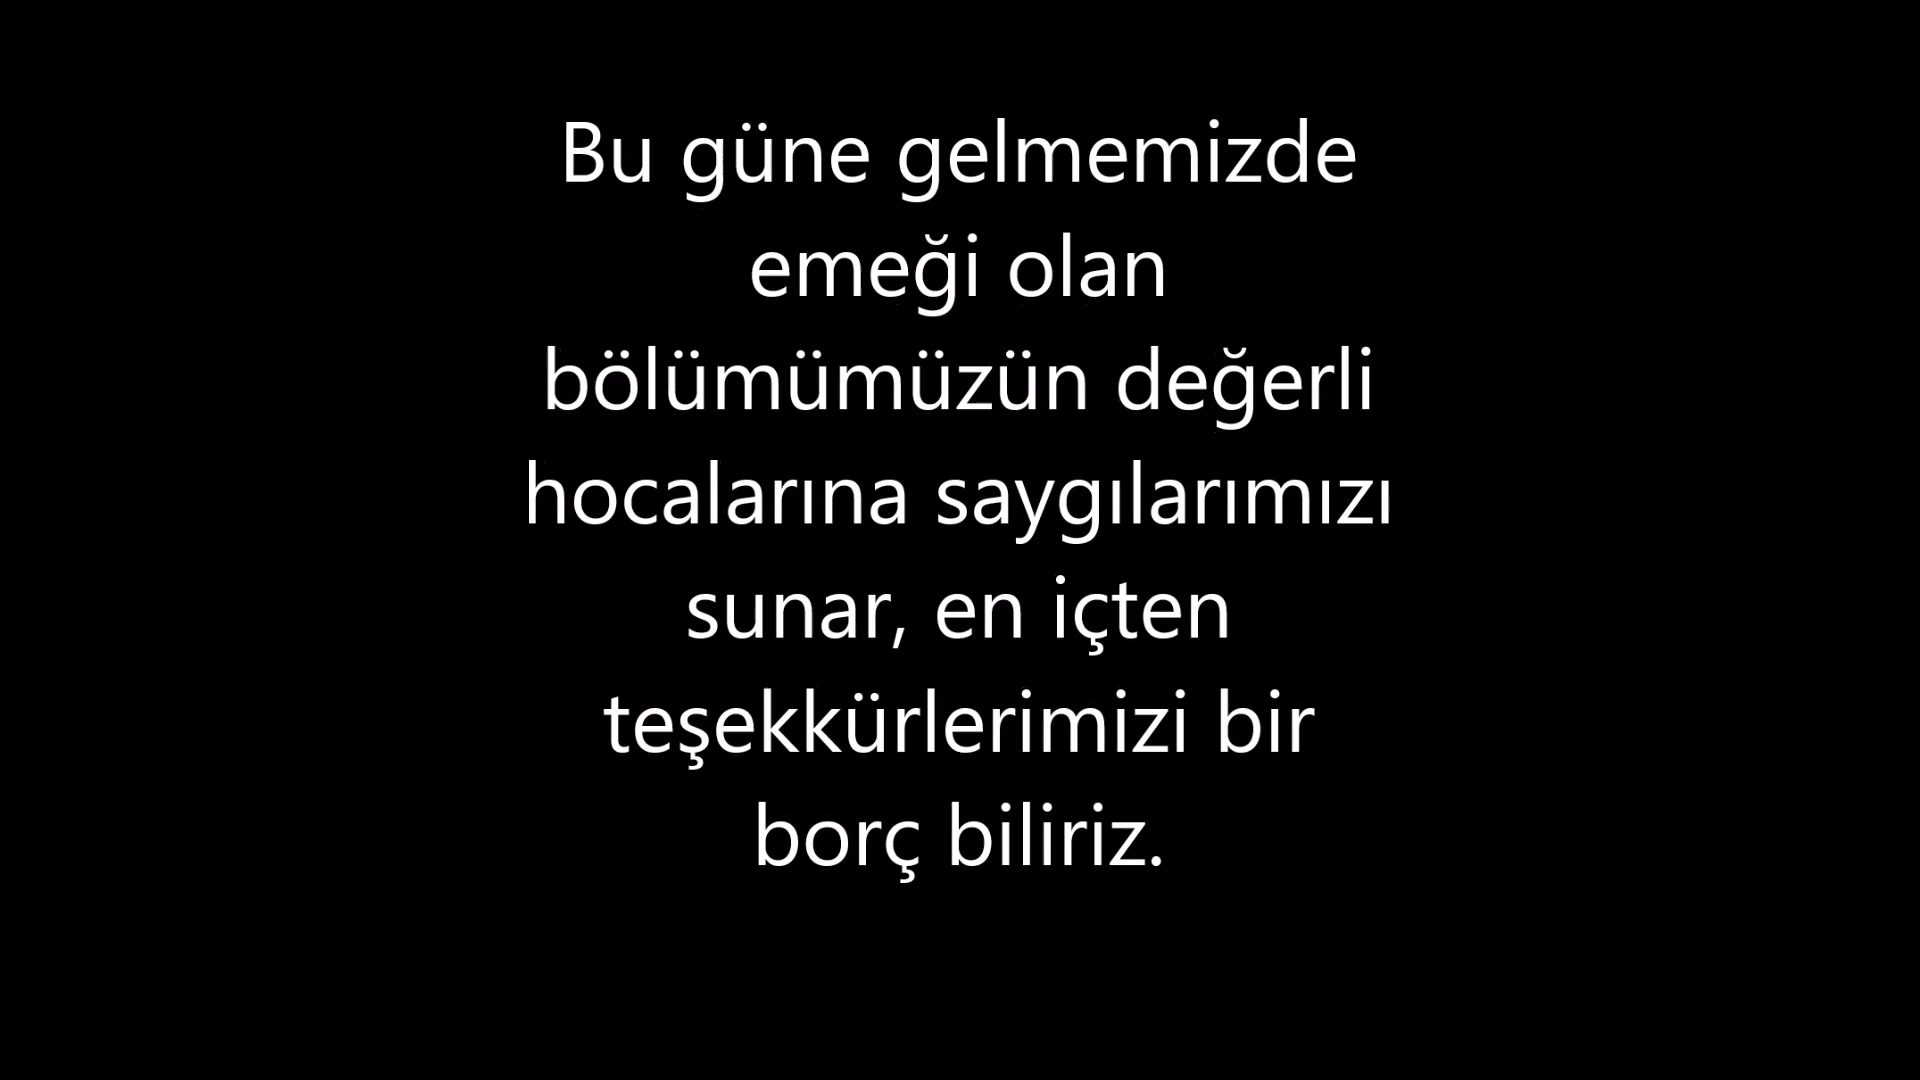 Bu güne gelmemizde
emeği olan
bölümümüzün değerli
hocalarına saygılarımızı
sunar, en içten
teşekkürlerimizi bir
borç biliriz.